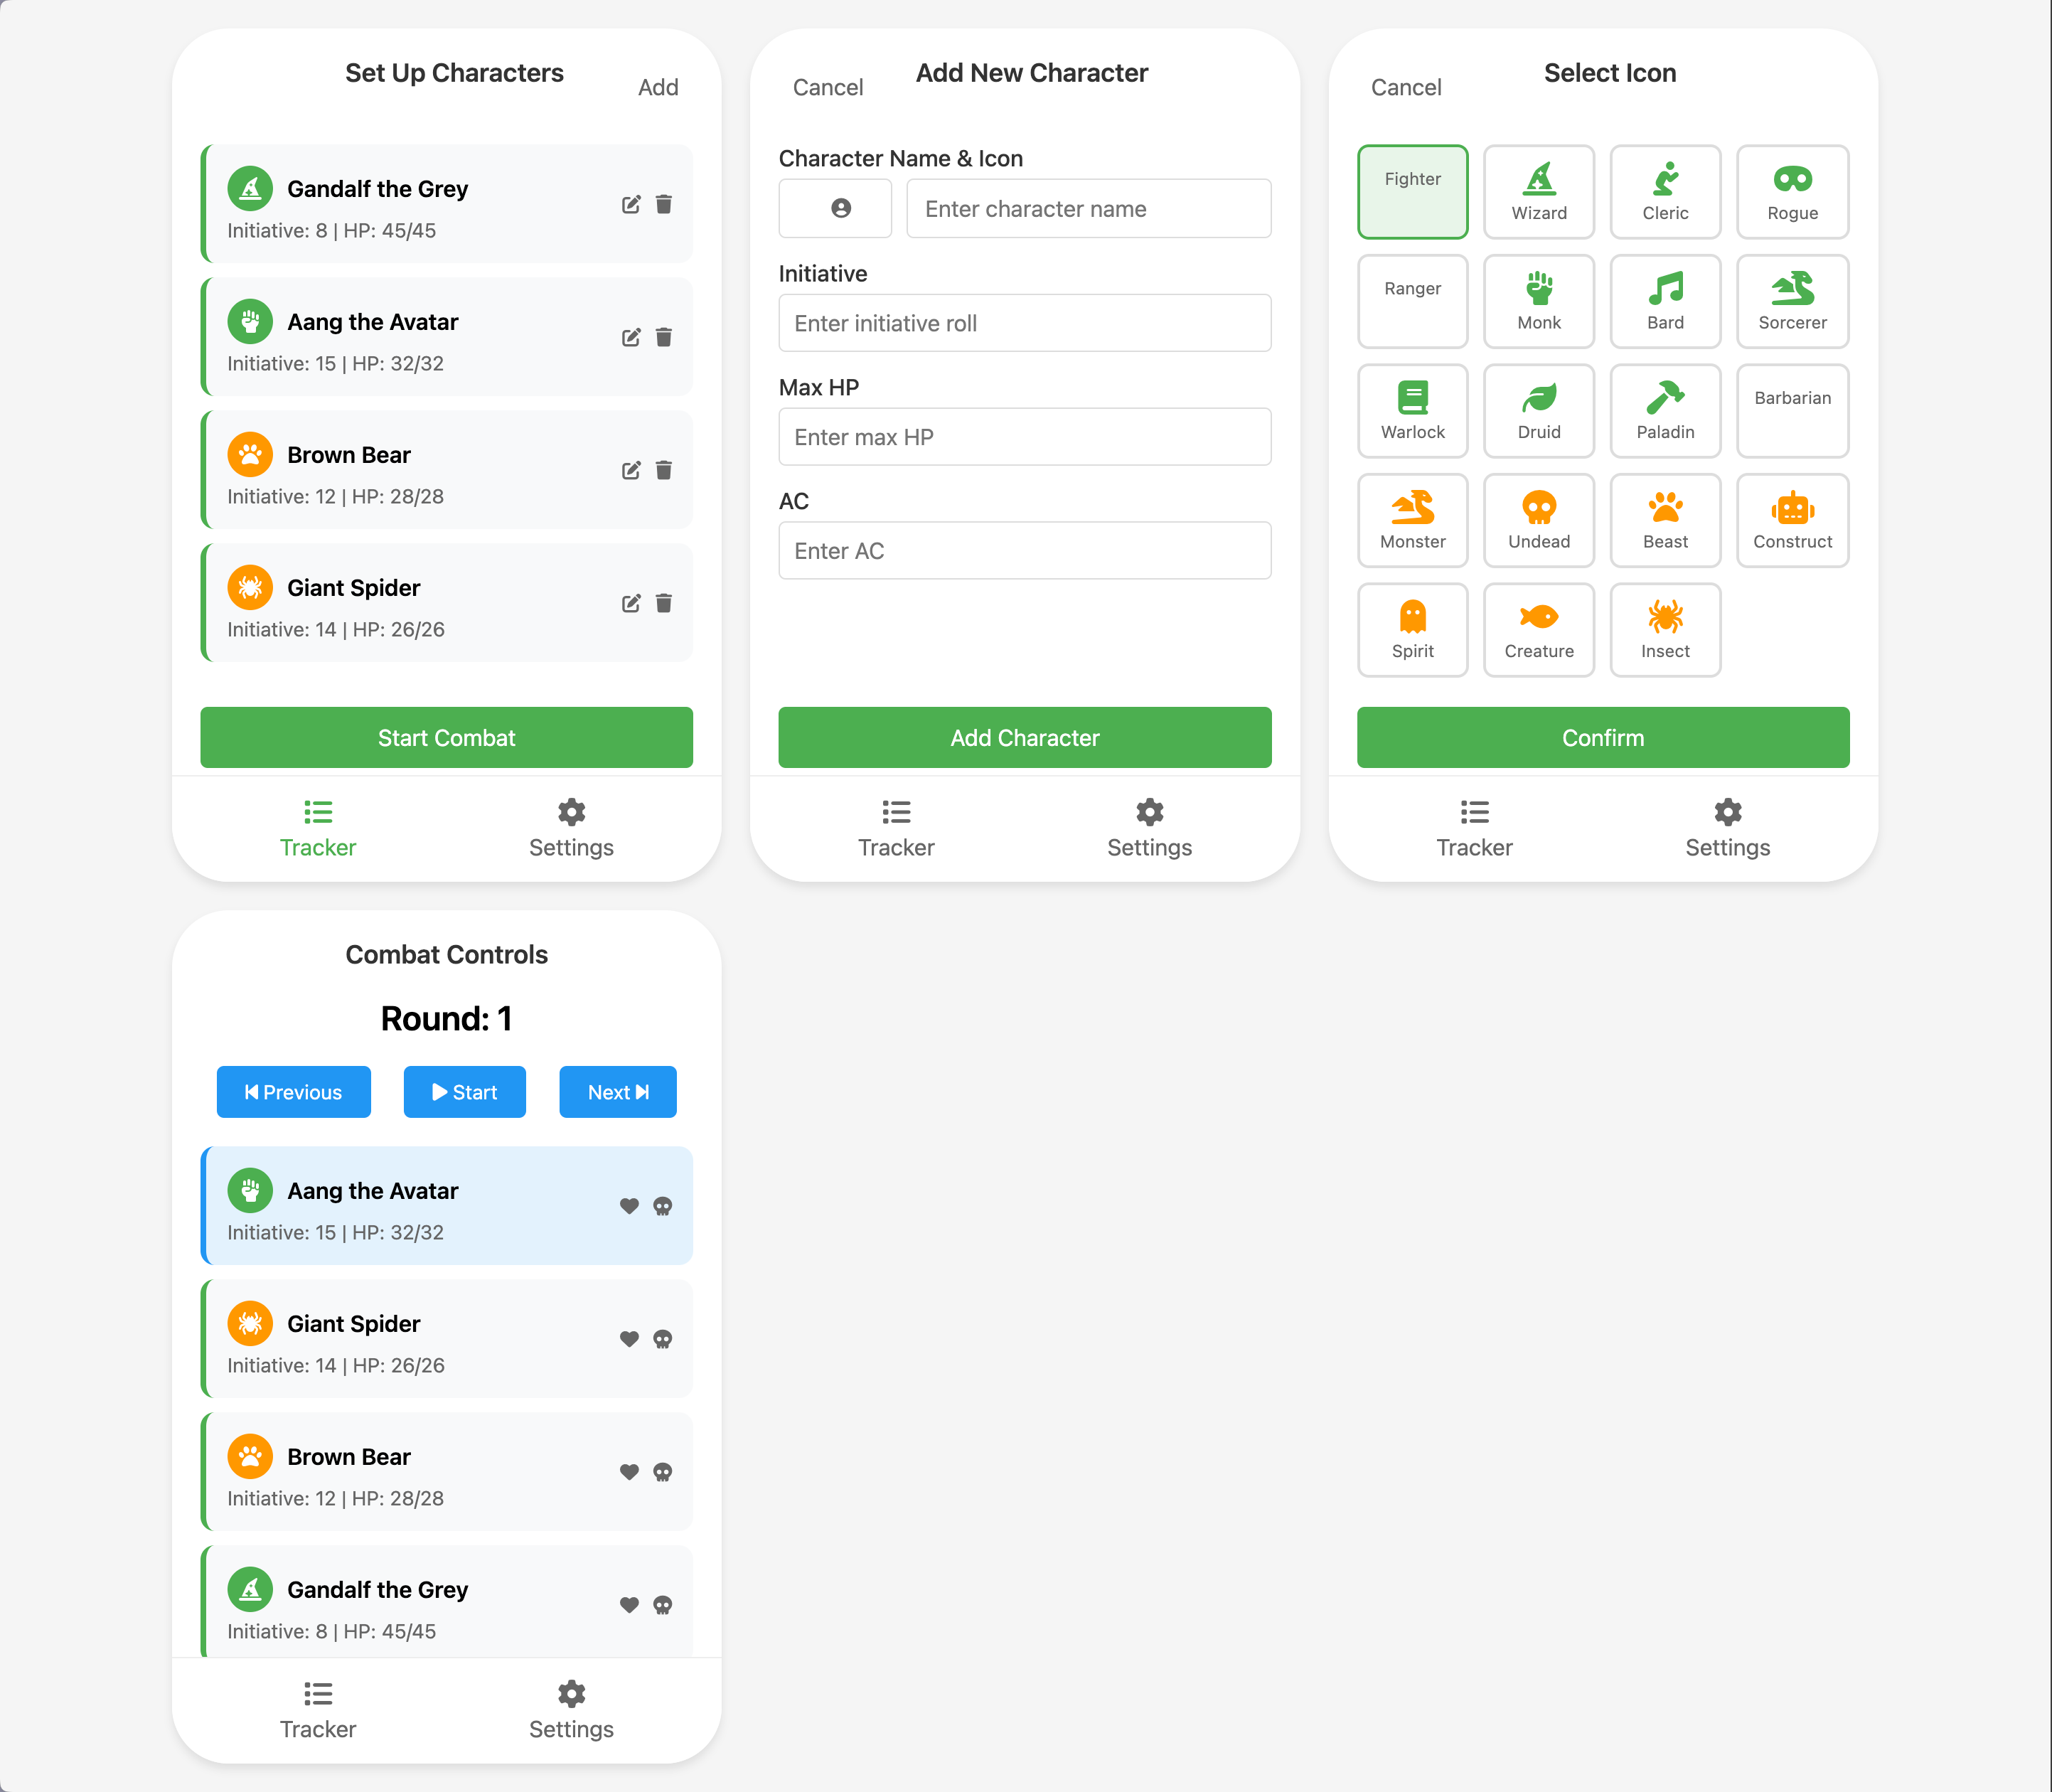 Set Up Characters
Add
Gandalf the Grey
Initiative: 8 | HP: 45/45
Aang the Avatar
Initiative: 15 | HP: 32/32
Brown Bear
Initiative: 12 | HP: 28/28
Giant Spider
Initiative: 14 | HP: 26/26
Start Combat
Tracker
Settings
Cancel
Add New Character
Character Name & Icon
Enter character name
Initiative
Enter initiative roll
Max HP
Enter max HP
AC
Enter AC
Add Character
Tracker
Settings
Cancel
Select Icon
Fighter
Wizard
Cleric
Rogue
Ranger
Monk
Bard
Sorcerer
Warlock
Druid
Paladin
Barbarian
Monster
Undead
Beast
Construct
Spirit
Creature
Insect
Confirm
Tracker
Settings
Combat Controls
Round: 1
Previous
Start
Next
Aang the Avatar
Initiative: 15 | HP: 32/32
Giant Spider
Initiative: 14 | HP: 26/26
Brown Bear
Initiative: 12 | HP: 28/28
Gandalf the Grey
Initiative: 8 | HP: 45/45
Tracker
Settings